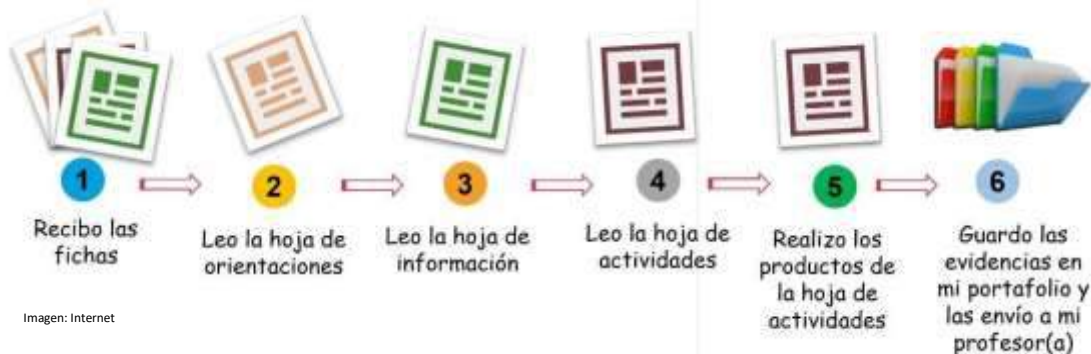 1
Recibo las
fichas
2
Leo la hoja de
orientaciones
3
Leo la hoja de
información
4
Leo la hoja de
actividades
5
Realizo los
productos de
la hoja de
actividades
6
Guardo las
evidencias en
mi portafolio y
las envío a mi
profesor(a)
Imagen: Internet